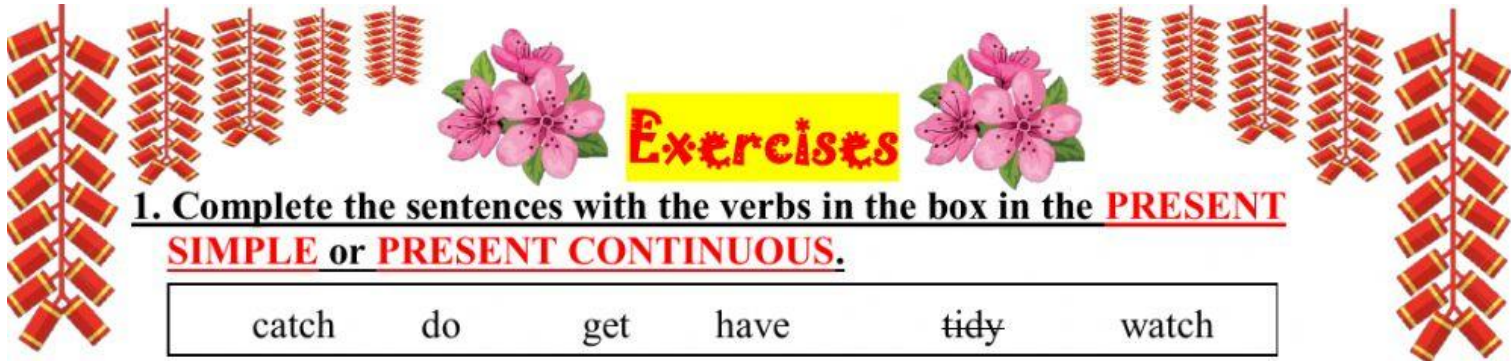 Exercises
1. Complete the sentences with the verbs in the box in the PRESENT
SIMPLE or PRESENT CONTINUOUS.
catch do get have tidy watch